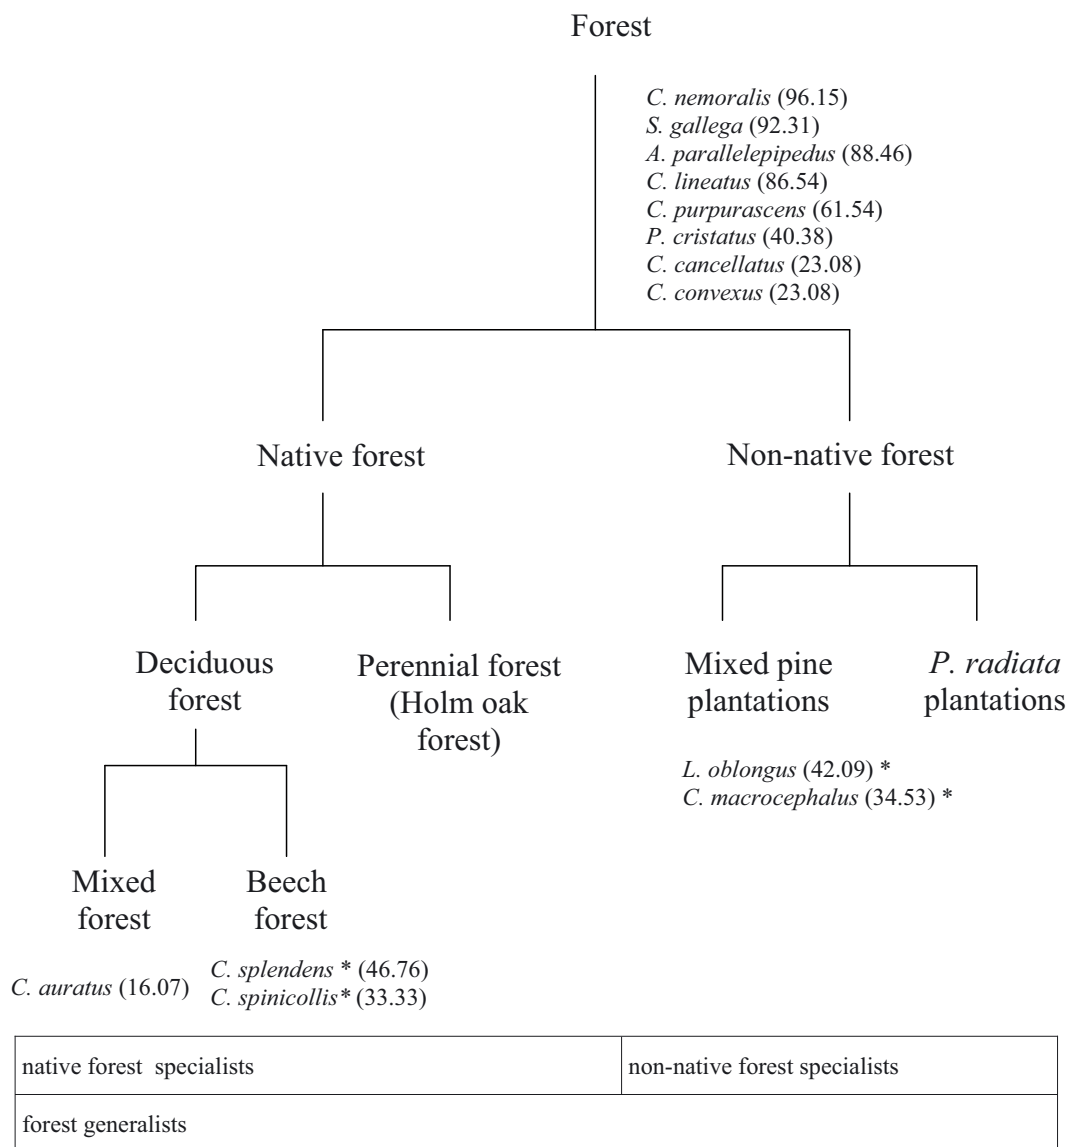 Forest
C. nemoralis (96.15)
S. gallega (92.31)
A. parallelepipedus (88.46)
C. lineatus (86.54)
C. purpurascens (61.54)
P. cristatus (40.38)
C. cancellatus (23.08)
C. convexus (23.08)
Native forest
Non-native forest
Deciduous
forest
Perennial forest
(Holm oak
forest)
Mixed pine
plantations
P. radiata
plantations
L. oblongus (42.09) *
C. macrocephalus (34.53) *
Mixed
forest
Beech
forest
C. auratus (16.07)
C. splendens * (46.76)
C. spinicollis* (33.33)
native forest specialists
non-native forest specialists
forest generalists